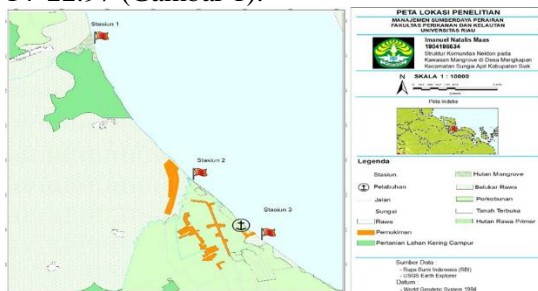 (Gambar 1).
Stasiun 1
Stasiun 2
Stasiun 3
PETA LOKASI PENELITIAN
MANAJEMEN SUMBERDAYA PERAIRAN
FAKULTAS PERIKANAN DAN KELAUTAN
UNIVERSITAS RIAU
Imanuel Natalis Maas
Struktur Komunitas Nekton pada
Kawasan Mangrove di Desa Mengkapan
Kecamatan Sungai Apit Kabupaten Siak
N SKALA 1 : 10000
Peta Indeks
Legenda
Stasiun
Pelabuhan
Jalan
Sungai
Rawa
Pemukiman
Pertanian Lahan Kering Campur
Hutan Mangrove
Belukar Rawa
Perkebunan
Tanah Terbuka
Hutan Rawa Primer
Sumber Data :
- Rupa Bumi Indonesia (RBI)
- USGS Earth Explorer
Datum :
- World Geodetic System 1984